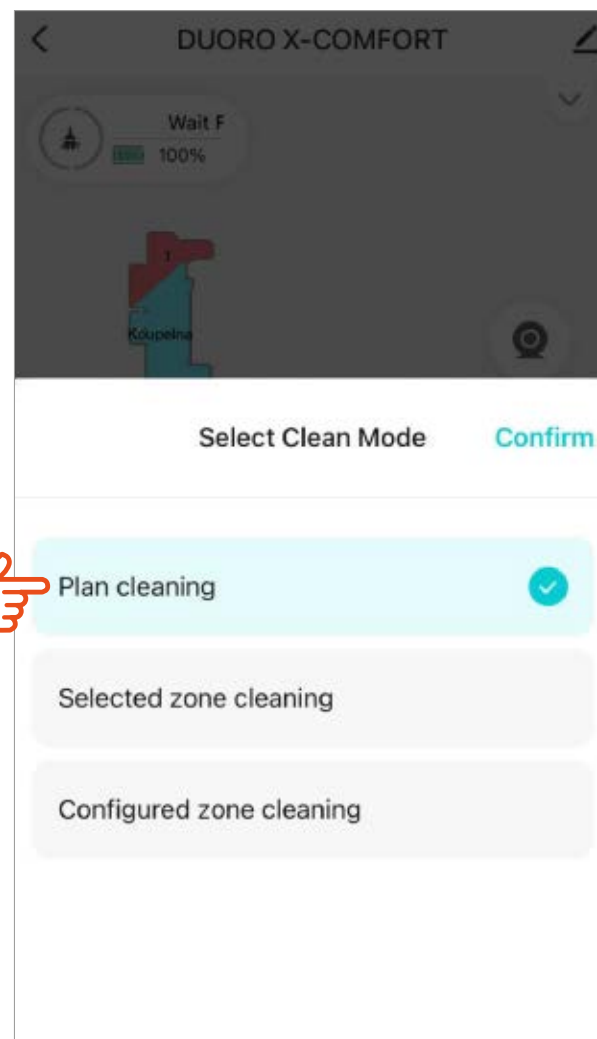 DUORO X-COMFORT
Wait F
100%
1
Koupelna
Select Clean Mode
Confirm
Plan cleaning
Selected zone cleaning
Configured zone cleaning